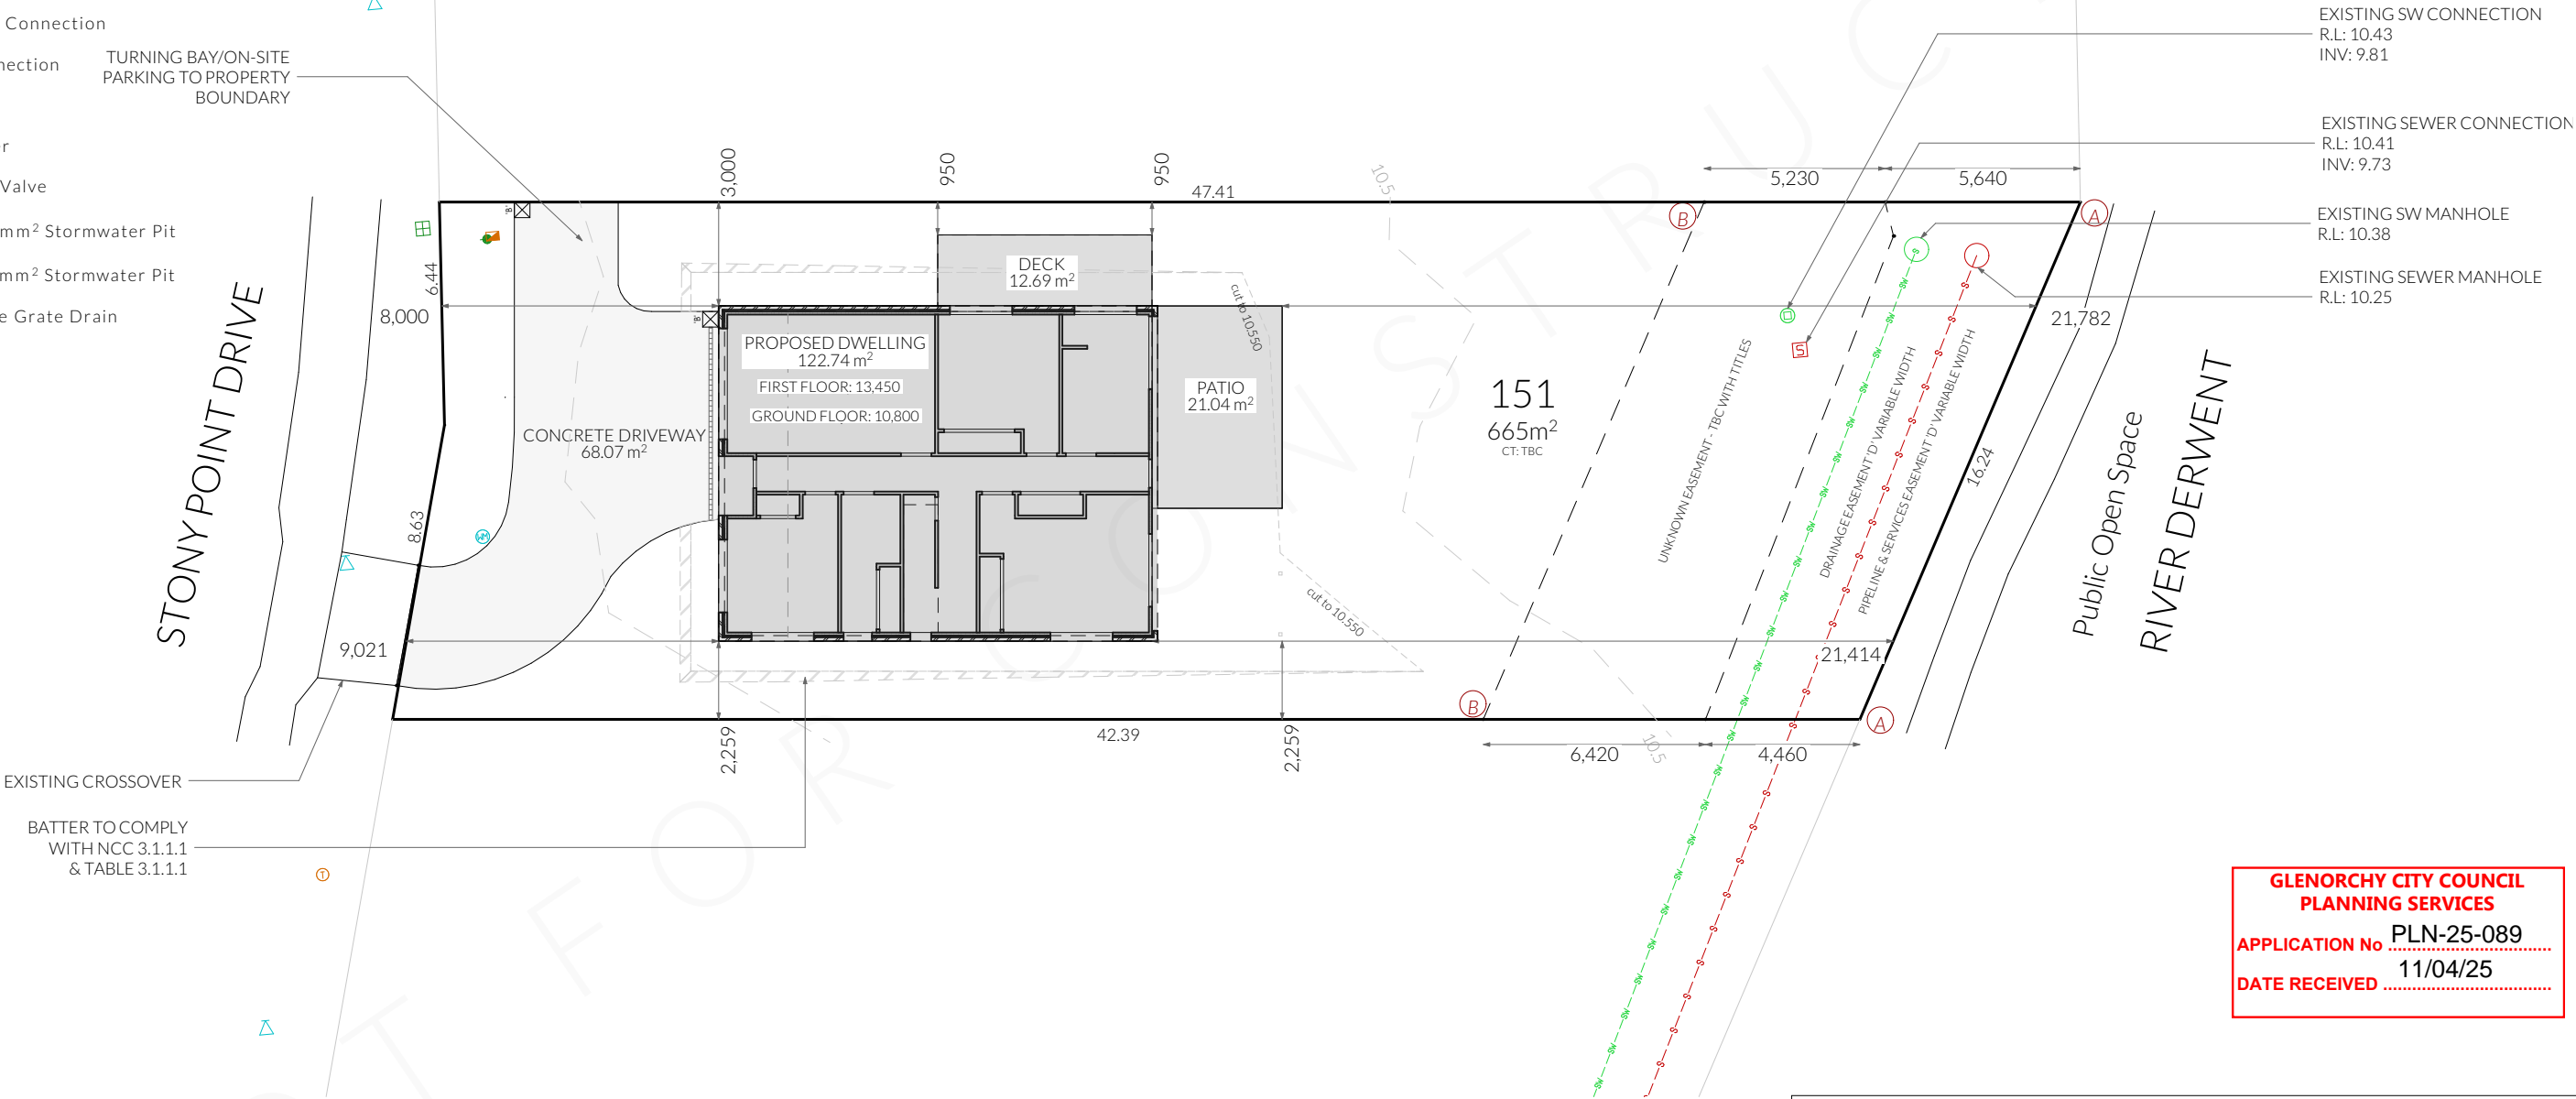 Connection
TURNING BAY/ON-SITE
PARKING TO PROPERTY
BOUNDARY
Valve
mm² Stormwater Pit
mm² Stormwater Pit
Grate Drain
STONY POINT DRIVE
EXISTING CROSSOVER
BATTER TO COMPLY
WITH NCC 3.1.1.1
& TABLE 3.1.1.1
6.44
8,000
8.63
9,021
'B'
'B'
WM
T
CONCRETE DRIVEWAY
68.07 m²
3,000
950
950
47.41
DECK
12.69 m²
PROPOSED DWELLING
122.74 m²
FIRST FLOOR: 13,450
GROUND FLOOR: 10,800
PATIO
21.04 m²
cut to 10.550
cut to 10.550
2,259
2,259
42.39
10.5
10.5
151
665m²
CT: TBC
5,230
5,640
B
A
B
A
6,420
4,460
UNKNOWN EASEMENT - TBC WITH TITLES
DRAINAGE EASEMENT 'D' VARIABLE WIDTH
PIPELINE & SERVICES EASEMENT 'D' VARIABLE WIDTH
SW
S
21,782
21,414
16.24
Public Open Space
RIVER DERWENT
EXISTING SW CONNECTION
R.L: 10.43
INV: 9.81
EXISTING SEWER CONNECTION
R.L: 10.41
INV: 9.73
EXISTING SW MANHOLE
R.L: 10.38
EXISTING SEWER MANHOLE
R.L: 10.25
FOR CONSTRUC
GLENORCHY CITY COUNCIL
PLANNING SERVICES
APPLICATION No PLN-25-089
DATE RECEIVED 11/04/25